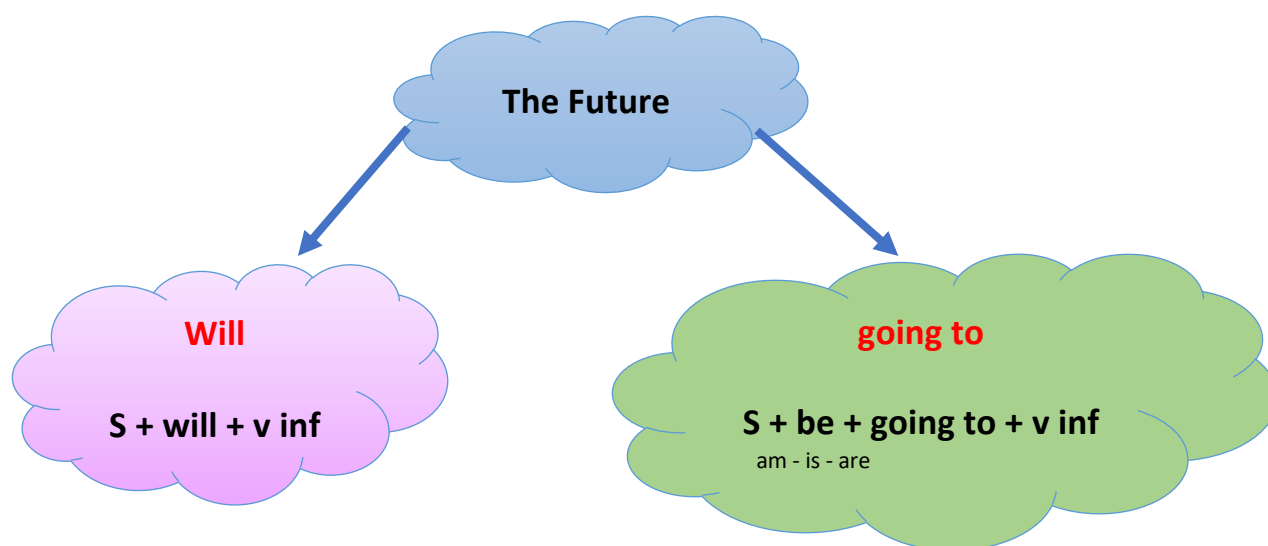 The Future
Will
S + will + v inf
going to
S + be + going to + v inf
am - is - are